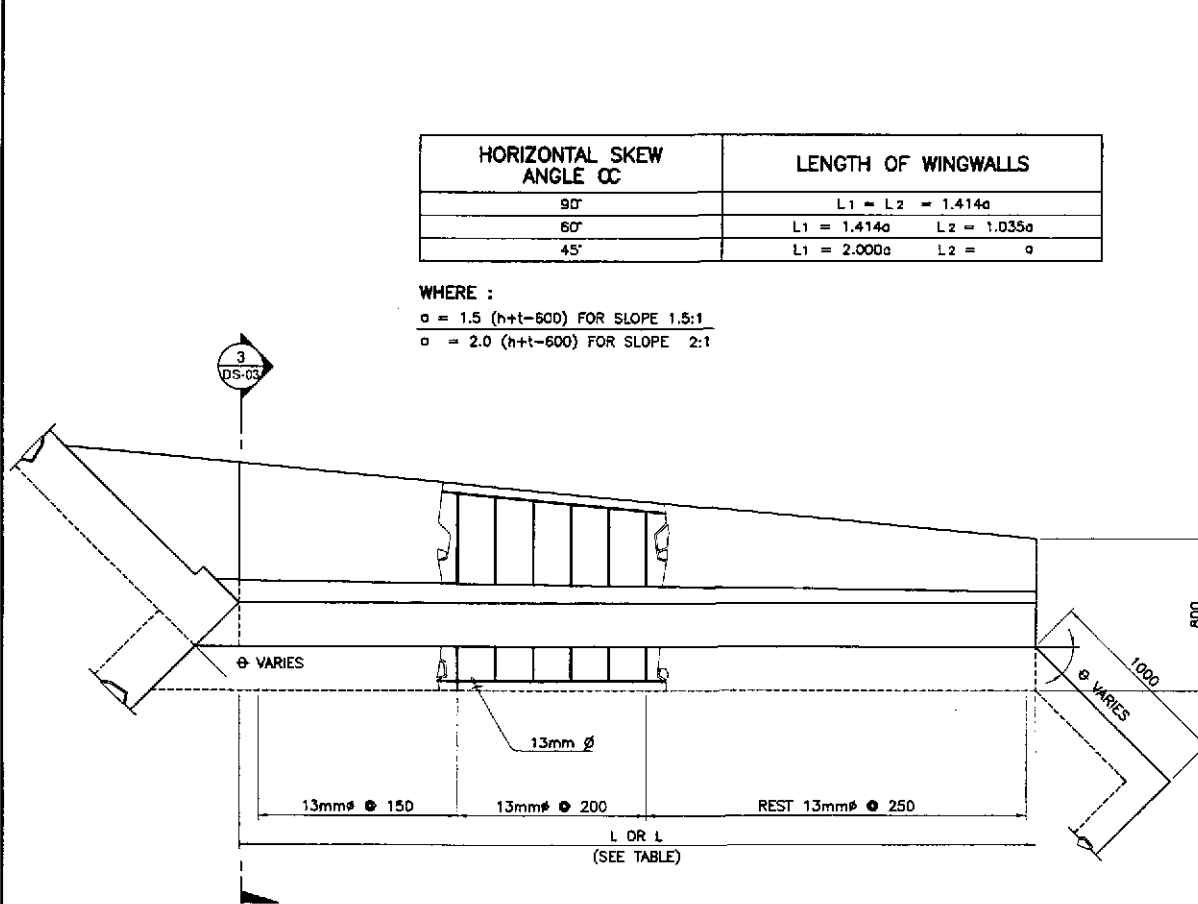 HORIZONTAL SKEW
ANGLE ꝏ
LENGTH OF WINGWALLS
90°
L1 = L2 = 1.414a
60°
L1 = 1.414a L2 = 1.035a
45°
L1 = 2.000a L2 = a
WHERE :
a = 1.5 (h+t-600) FOR SLOPE 1.5:1
a = 2.0 (h+t-600) FOR SLOPE 2:1
3
DS-03
θ VARIES
800
1000
θ VARIES
13mm Ø
13mmø @ 150
13mmø @ 200
REST 13mmø @ 250
L OR L
(SEE TABLE)